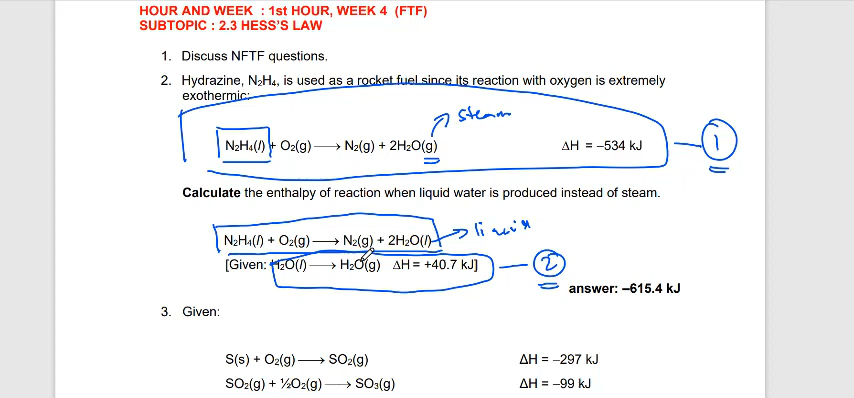 HOUR AND WEEK : 1st HOUR, WEEK 4 (FTF)
SUBTOPIC : 2.3 HESS'S LAW
1. Discuss NFTF questions.
2. Hydrazine, N₂H₄, is used as a rocket fuel since its reaction with oxygen is extremely
exothermic:
steam
N₂H₄(l) + O₂(g) ⟶ N₂(g) + 2H₂O(g) ΔH = –534 kJ 1
Calculate the enthalpy of reaction when liquid water is produced instead of steam.
liquid
N₂H₄(l) + O₂(g) ⟶ N₂(g) + 2H₂O(l)
[Given: H₂O(l) ⟶ H₂O(g) ΔH = +40.7 kJ] 2
answer: –615.4 kJ
3. Given:
S(s) + O₂(g) ⟶ SO₂(g) ΔH = –297 kJ
SO₂(g) + ½O₂(g) ⟶ SO₃(g) ΔH = –99 kJ